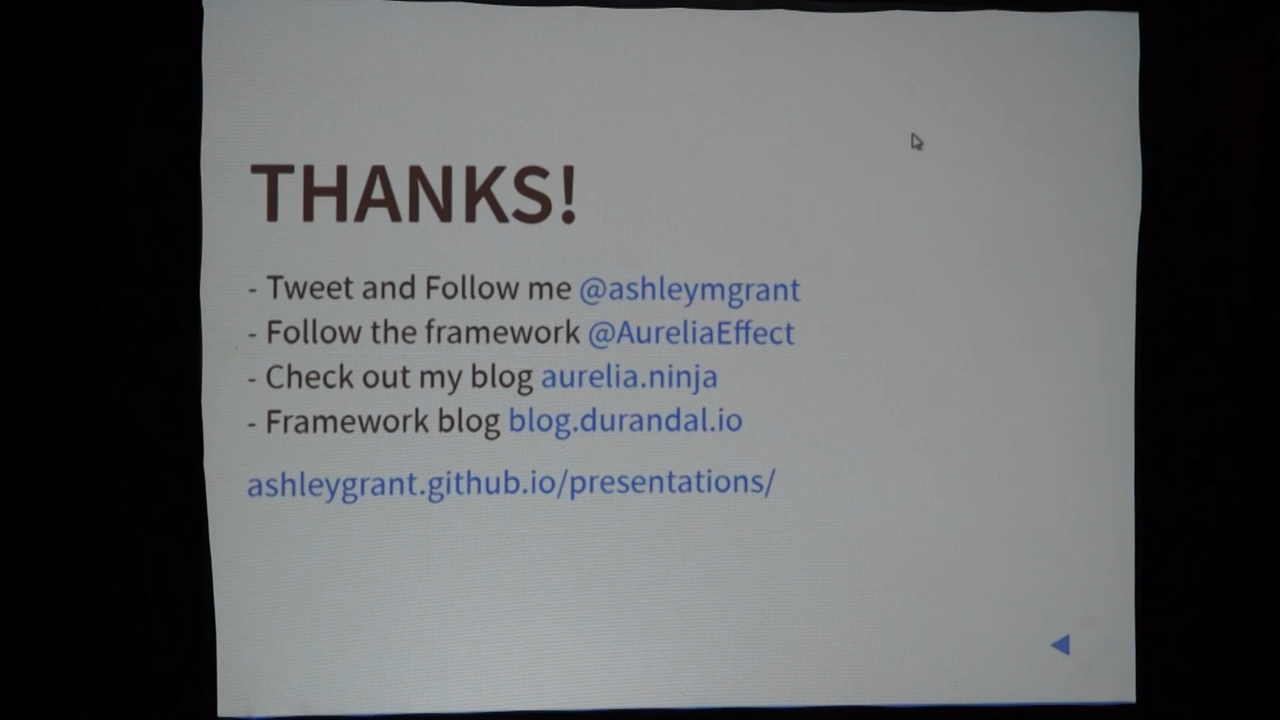 THANKS!
- Tweet and Follow me @ashleymgrant
- Follow the framework @AureliaEffect
- Check out my blog aurelia.ninja
- Framework blog blog.durandal.io
ashleygrant.github.io/presentations/